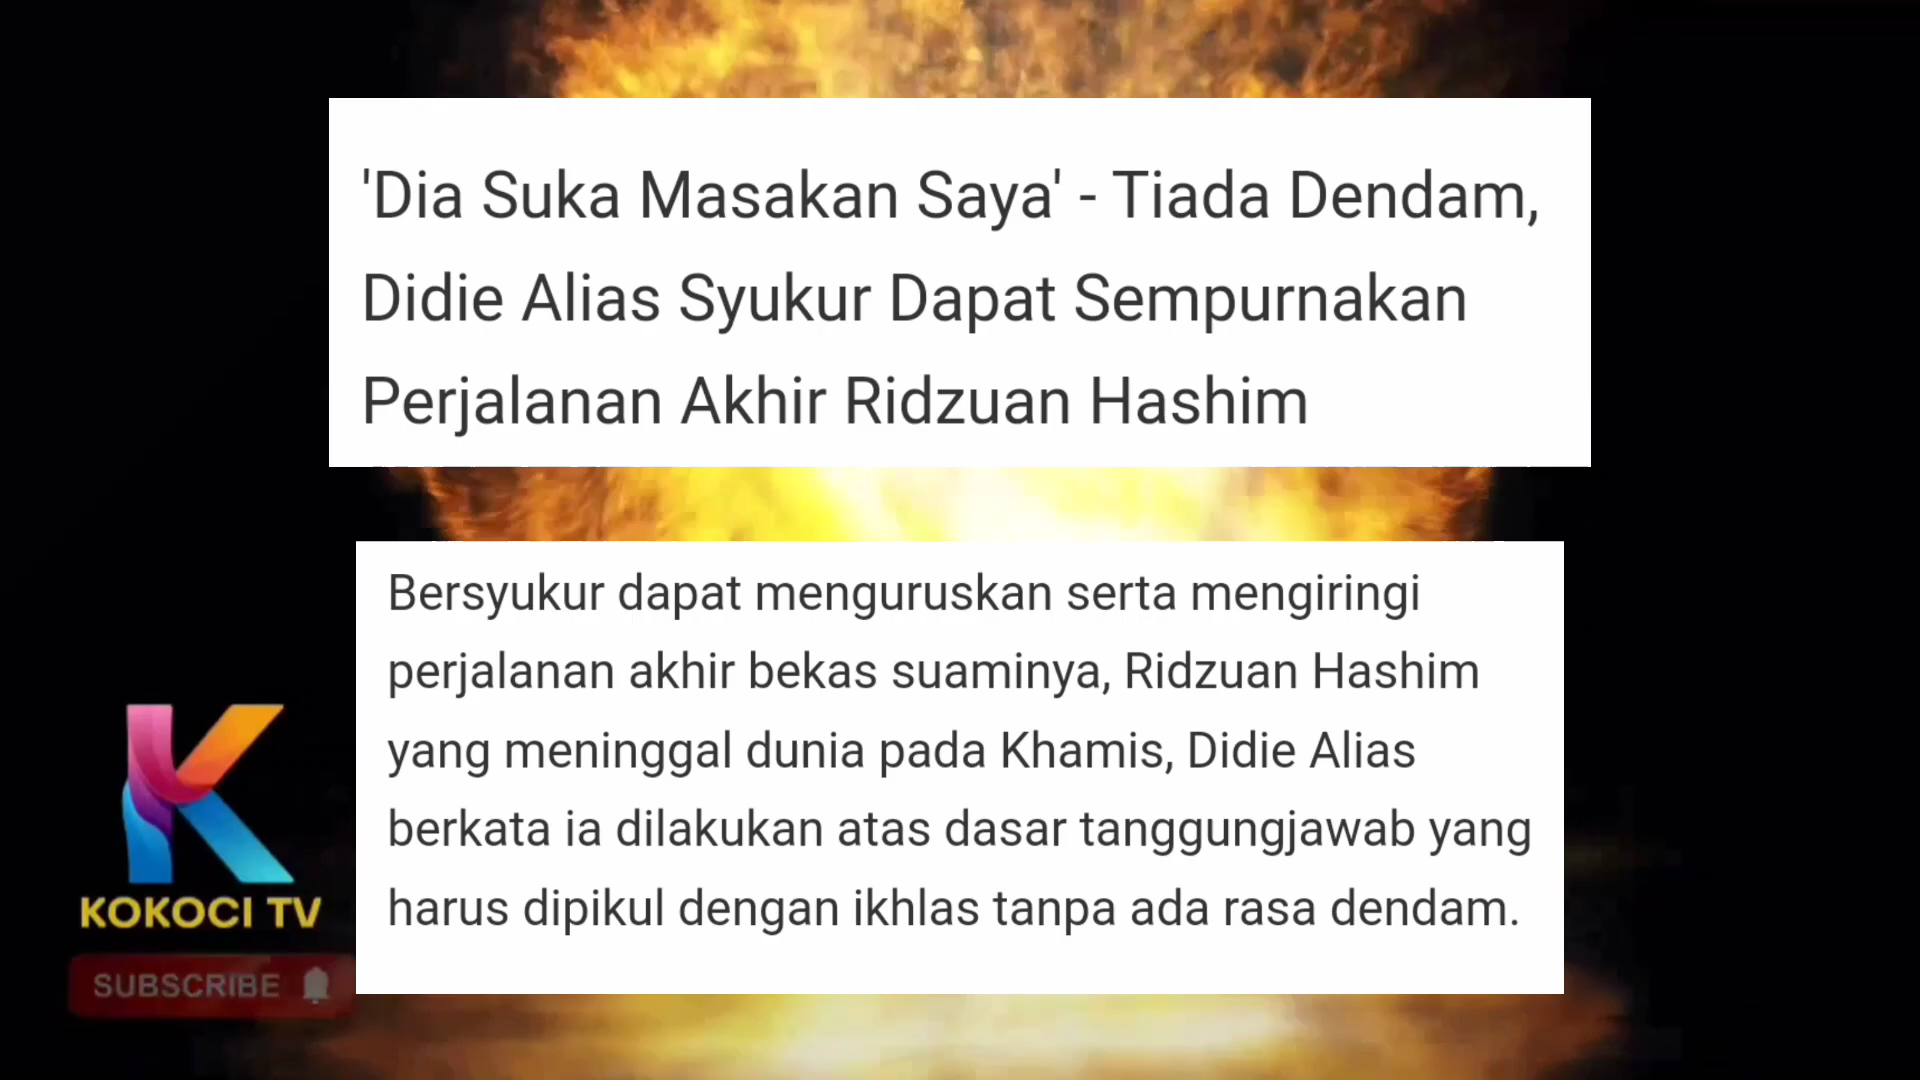 'Dia Suka Masakan Saya' - Tiada Dendam,
Didie Alias Syukur Dapat Sempurnakan
Perjalanan Akhir Ridzuan Hashim
Bersyukur dapat menguruskan serta mengiringi
perjalanan akhir bekas suaminya, Ridzuan Hashim
yang meninggal dunia pada Khamis, Didie Alias
berkata ia dilakukan atas dasar tanggungjawab yang
harus dipikul dengan ikhlas tanpa ada rasa dendam.
KOKOCI TV
SUBSCRIBE